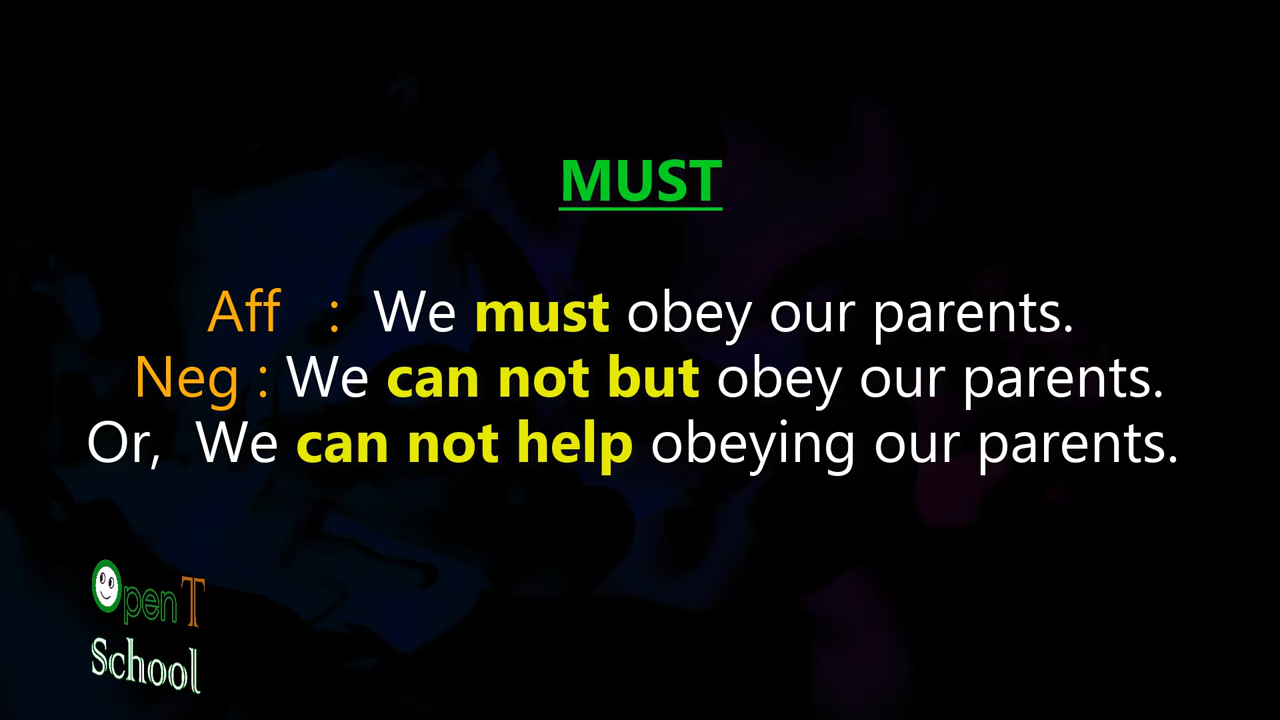 MUST
Aff : We must obey our parents.
Neg : We can not but obey our parents.
Or, We can not help obeying our parents.
Open T
School